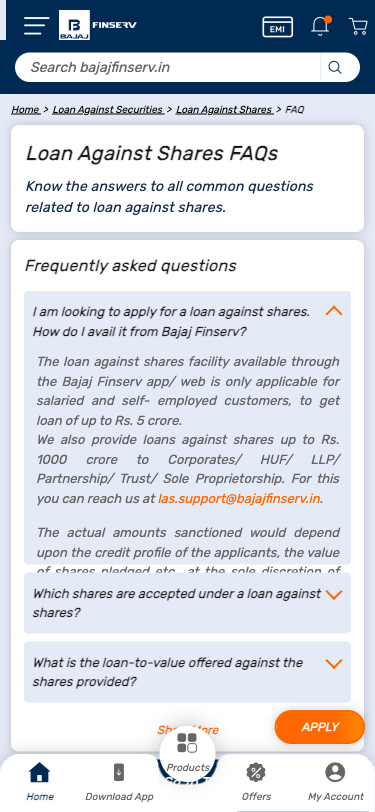 BAJAJ FINSERV
EMI
Search bajajfinserv.in
Home > Loan Against Securities > Loan Against Shares > FAQ
Loan Against Shares FAQs
Know the answers to all common questions
related to loan against shares.
Frequently asked questions
I am looking to apply for a loan against shares.
How do I avail it from Bajaj Finserv?
The loan against shares facility available through
the Bajaj Finserv app/ web is only applicable for
salaried and self- employed customers, to get
loan of up to Rs. 5 crore.
We also provide loans against shares up to Rs.
1000 crore to Corporates/ HUF/ LLP/
Partnership/ Trust/ Sole Proprietorship. For this
you can reach us at las.support@bajajfinserv.in.
The actual amounts sanctioned would depend
upon the credit profile of the applicants, the value
of shares pledged etc., at the sole discretion of
Which shares are accepted under a loan against
shares?
What is the loan-to-value offered against the
shares provided?
Show More
APPLY
Home
Download App
Products
Offers
My Account